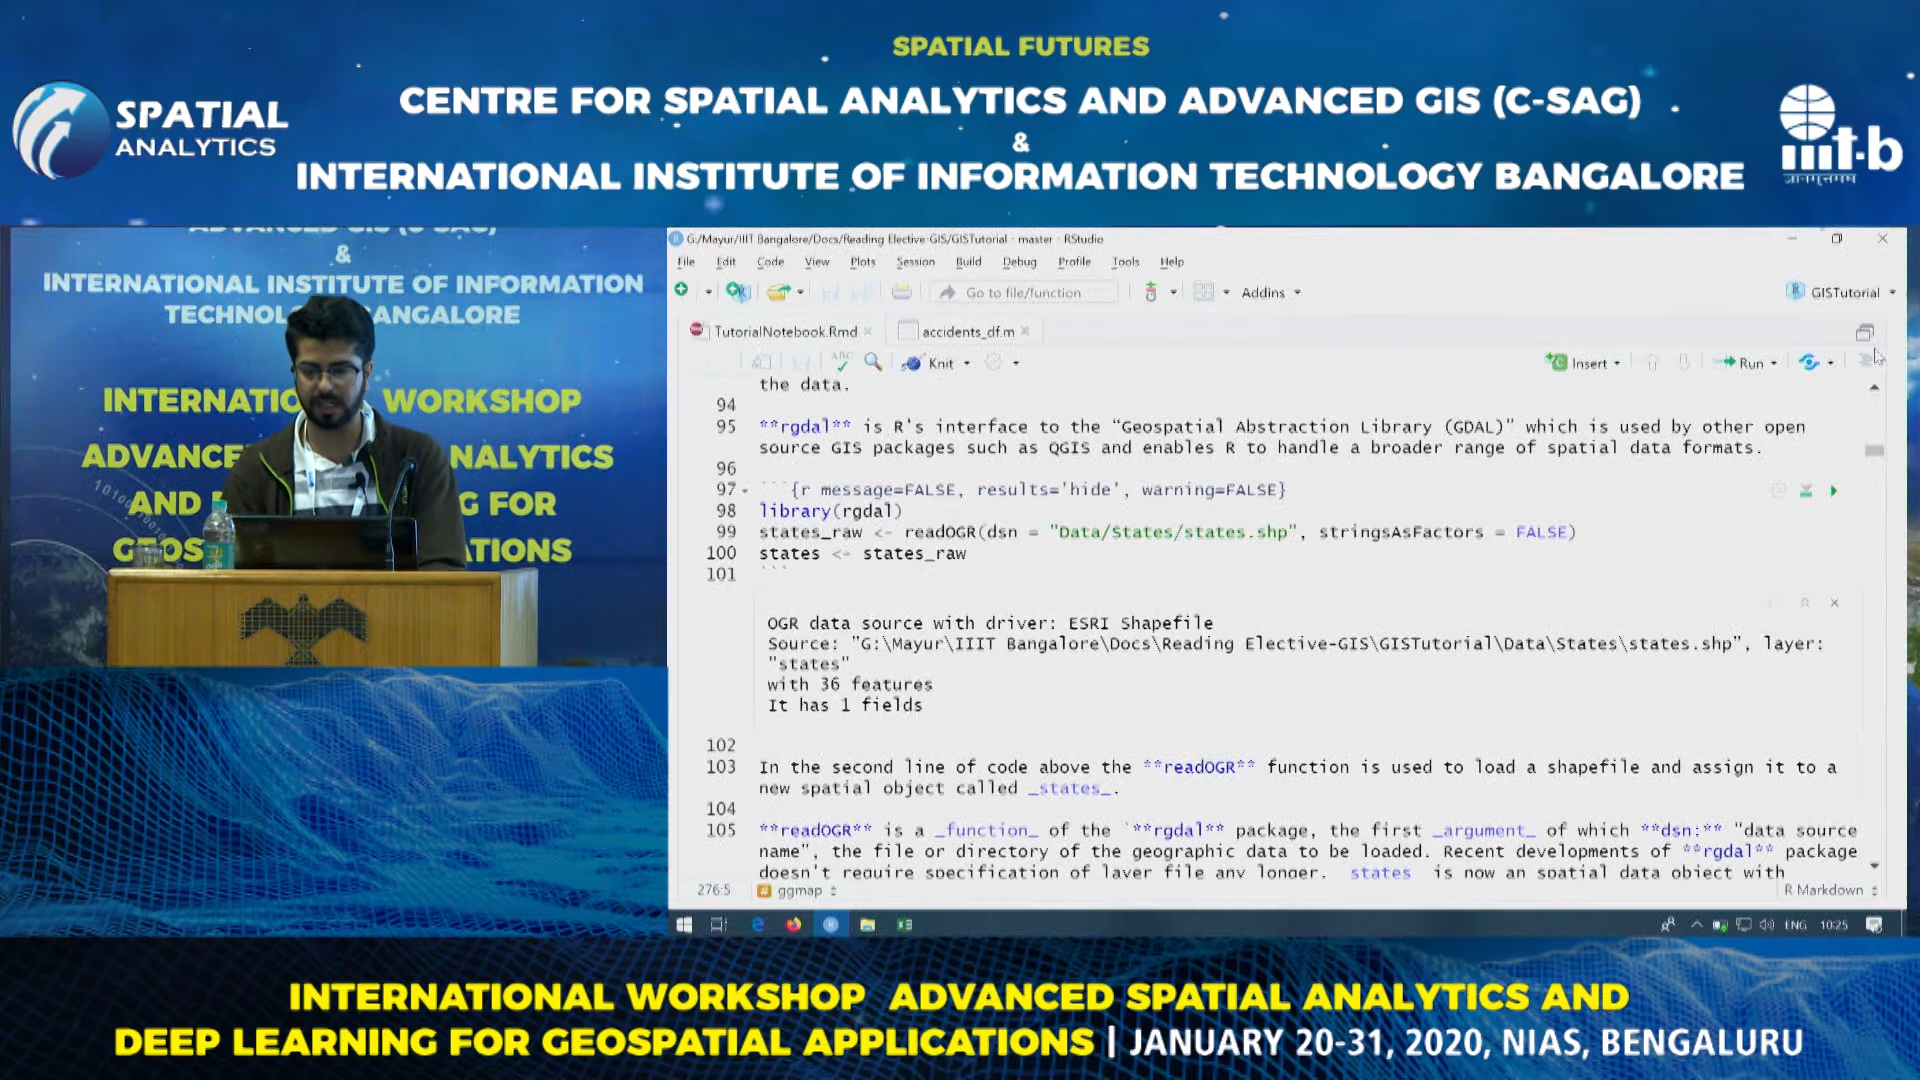 SPATIAL FUTURES
CENTRE FOR SPATIAL ANALYTICS AND ADVANCED GIS (C-SAG)
&
INTERNATIONAL INSTITUTE OF INFORMATION TECHNOLOGY BANGALORE
SPATIAL
ANALYTICS
iiit-b
ज्ञानमुत्तमम्
ADVANCED GIS (C-SAG)
&
INTERNATIONAL INSTITUTE OF INFORMATION
TECHNOL ANGALORE
INTERNATIO WORKSHOP
ADVANCE NALYTICS
AND G FOR
GEOS TIONS
G:/Mayur/IIIT Bangalore/Docs/Reading Elective-GIS/GISTutorial - master - RStudio
File Edit Code View Plots Session Build Debug Profile Tools Help
Go to file/function Addins GISTutorial
TutorialNotebook.Rmd accidents_df.m
ABC Knit Insert Run
the data.
94
95 **rgdal** is R's interface to the "Geospatial Abstraction Library (GDAL)" which is used by other open
source GIS packages such as QGIS and enables R to handle a broader range of spatial data formats.
96
97 ```{r message=FALSE, results='hide', warning=FALSE}
98 library(rgdal)
99 states_raw <- readOGR(dsn = "Data/States/states.shp", stringsAsFactors = FALSE)
100 states <- states_raw
101 ```
OGR data source with driver: ESRI Shapefile
Source: "G:\Mayur\IIIT Bangalore\Docs\Reading Elective-GIS\GISTutorial\Data\States\states.shp", layer:
"states"
with 36 features
It has 1 fields
102
103 In the second line of code above the **readOGR** function is used to load a shapefile and assign it to a
new spatial object called _states_.
104
105 **readOGR** is a _function_ of the `**rgdal** package, the first _argument_ of which **dsn:** "data source
name", the file or directory of the geographic data to be loaded. Recent developments of **rgdal** package
doesn't require specification of layer file any longer. _states_ is now an spatial data object with
276:5 # ggmap R Markdown
ENG 10:25
INTERNATIONAL WORKSHOP ADVANCED SPATIAL ANALYTICS AND
DEEP LEARNING FOR GEOSPATIAL APPLICATIONS | JANUARY 20-31, 2020, NIAS, BENGALURU